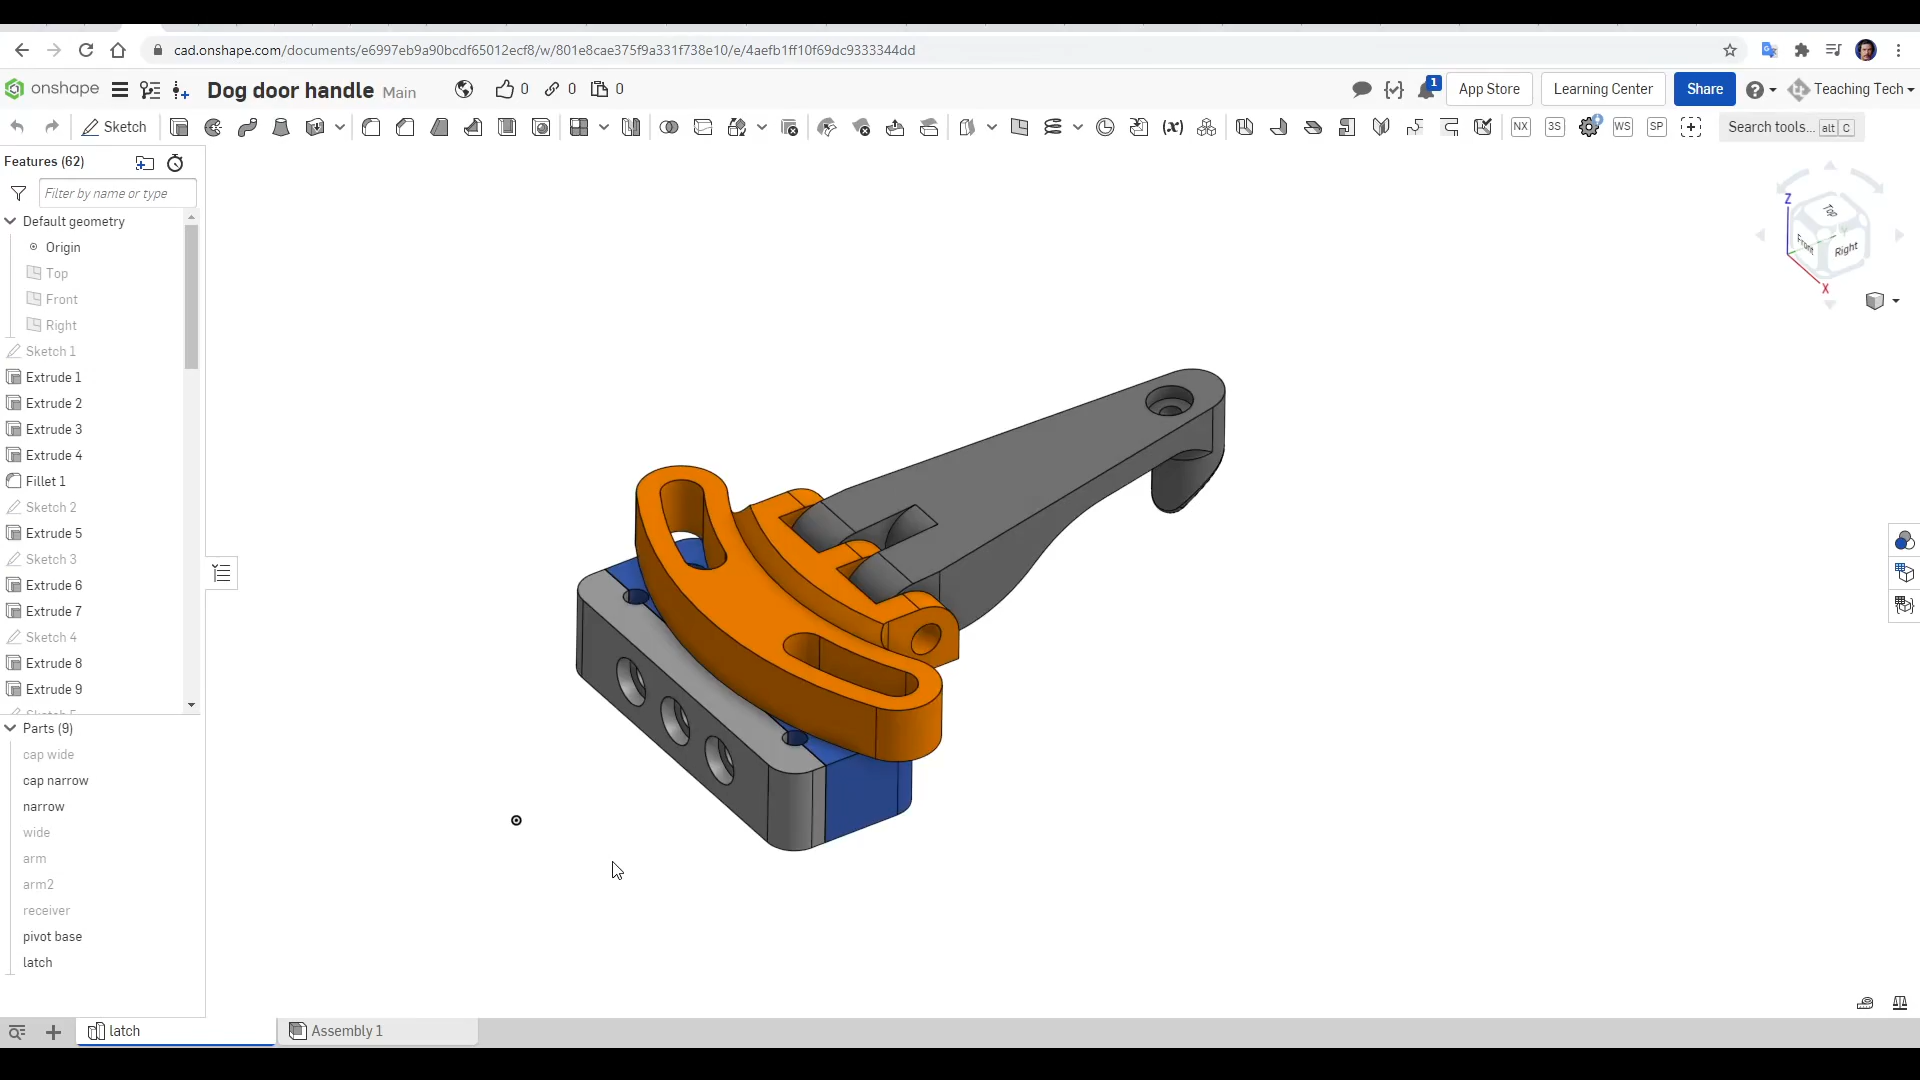 cad.onshape.com/documents/e6997eb9a90bcdf65012ecf8/w/801e8cae375f9a331f738e10/e/4aefb1ff10f69dc9333344dd
onshape Dog door handle Main 0 0 0 1 App Store Learning Center Share Teaching Tech
Sketch (x) NX 3S WS SP Search tools... alt C
Features (62)
Filter by name or type
Default geometry
Origin
Top
Front
Right
Sketch 1
Extrude 1
Extrude 2
Extrude 3
Extrude 4
Fillet 1
Sketch 2
Extrude 5
Sketch 3
Extrude 6
Extrude 7
Sketch 4
Extrude 8
Extrude 9
Sketch 5
Parts (9)
cap wide
cap narrow
narrow
wide
arm
arm2
receiver
pivot base
latch
Z
Top
Front
Right
X
latch
Assembly 1